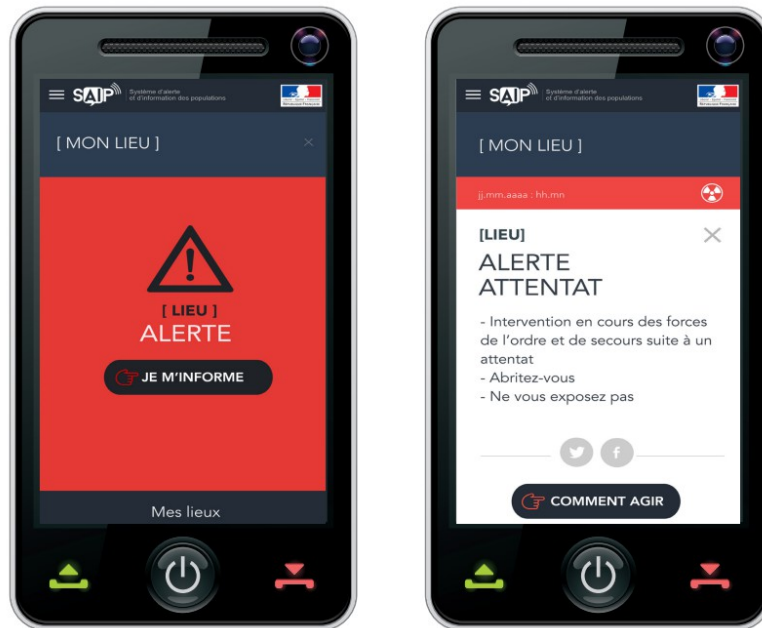 SAIP Système d'alerte
et d'information des populations
[ MON LIEU ]
[ LIEU ]
ALERTE
JE M'INFORME
Mes lieux
SAIP Système d'alerte
et d'information des populations
[ MON LIEU ]
jj.mm.aaaa : hh.mn
[LIEU]
ALERTE
ATTENTAT
- Intervention en cours des forces
de l'ordre et de secours suite à un
attentat
- Abritez-vous
- Ne vous exposez pas
COMMENT AGIR